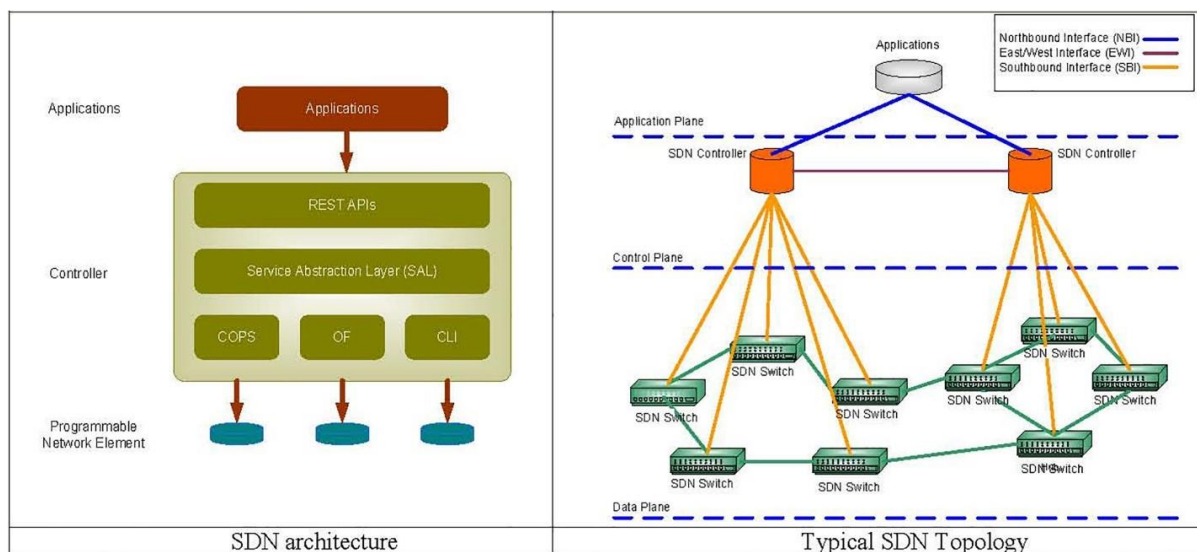 Applications
Applications
REST APIs
Controller
Service Abstraction Layer (SAL)
COPS
OF
CLI
Programmable
Network Element
SDN architecture
Northbound Interface (NBI)
East/West Interface (EWI)
Southbound Interface (SBI)
Applications
Application Plane
SDN Controller
SDN Controller
Control Plane
SDN Switch
SDN Switch
SDN Switch
SDN Switch
SDN Switch
SDN Switch
SDN Switch
SDN Switch
SDN Switch
Data Plane
Typical SDN Topology